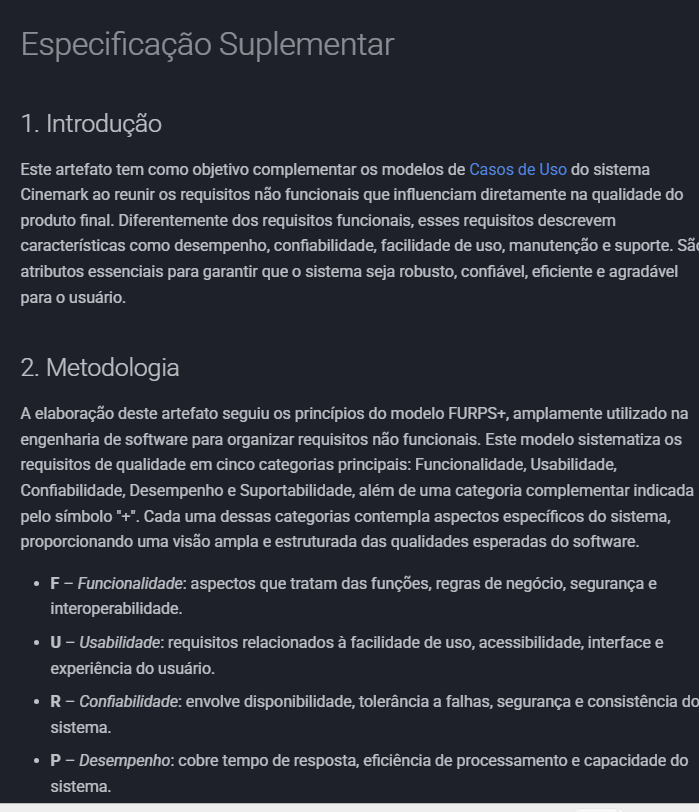 Especificação Suplementar
1. Introdução
Este artefato tem como objetivo complementar os modelos de Casos de Uso do sistema
Cinemark ao reunir os requisitos não funcionais que influenciam diretamente na qualidade do
produto final. Diferentemente dos requisitos funcionais, esses requisitos descrevem
características como desempenho, confiabilidade, facilidade de uso, manutenção e suporte. São
atributos essenciais para garantir que o sistema seja robusto, confiável, eficiente e agradável
para o usuário.
2. Metodologia
A elaboração deste artefato seguiu os princípios do modelo FURPS+, amplamente utilizado na
engenharia de software para organizar requisitos não funcionais. Este modelo sistematiza os
requisitos de qualidade em cinco categorias principais: Funcionalidade, Usabilidade,
Confiabilidade, Desempenho e Suportabilidade, além de uma categoria complementar indicada
pelo símbolo "+". Cada uma dessas categorias contempla aspectos específicos do sistema,
proporcionando uma visão ampla e estruturada das qualidades esperadas do software.
• F – Funcionalidade: aspectos que tratam das funções, regras de negócio, segurança e
interoperabilidade.
• U – Usabilidade: requisitos relacionados à facilidade de uso, acessibilidade, interface e
experiência do usuário.
• R – Confiabilidade: envolve disponibilidade, tolerância a falhas, segurança e consistência do
sistema.
• P – Desempenho: cobre tempo de resposta, eficiência de processamento e capacidade do
sistema.